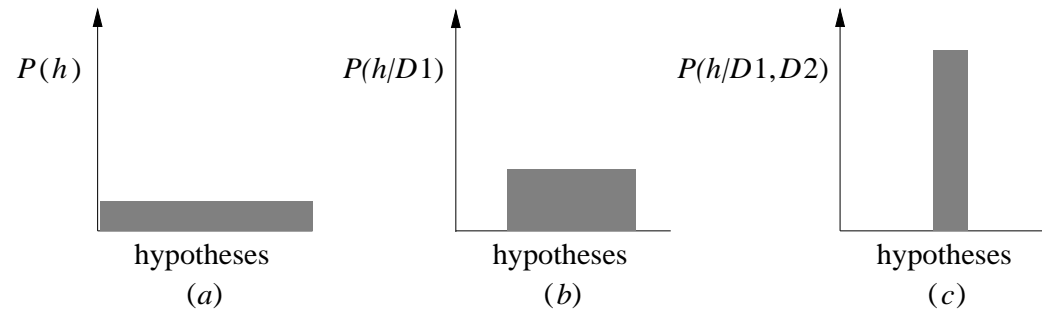 P(h)
P(h/D1)
P(h/D1,D2)
hypotheses
hypotheses
hypotheses
(a)
(b)
(c)